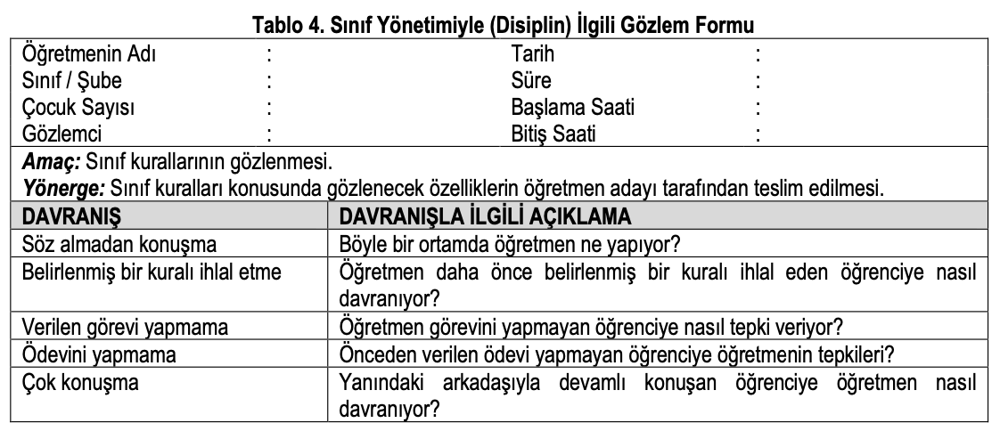 Tablo 4. Sınıf Yönetimiyle (Disiplin) İlgili Gözlem Formu
Öğretmenin Adı : Tarih :
Sınıf / Şube : Süre :
Çocuk Sayısı : Başlama Saati :
Gözlemci : Bitiş Saati :
Amaç: Sınıf kurallarının gözlenmesi.
Yönerge: Sınıf kuralları konusunda gözlenecek özelliklerin öğretmen adayı tarafından teslim edilmesi.
DAVRANIŞ DAVRANIŞLA İLGİLİ AÇIKLAMA
Söz almadan konuşma Böyle bir ortamda öğretmen ne yapıyor?
Belirlenmiş bir kuralı ihlal etme Öğretmen daha önce belirlenmiş bir kuralı ihlal eden öğrenciye nasıl
davranıyor?
Verilen görevi yapmama Öğretmen görevini yapmayan öğrenciye nasıl tepki veriyor?
Ödevini yapmama Önceden verilen ödevi yapmayan öğrenciye öğretmenin tepkileri?
Çok konuşma Yanındaki arkadaşıyla devamlı konuşan öğrenciye öğretmen nasıl
davranıyor?